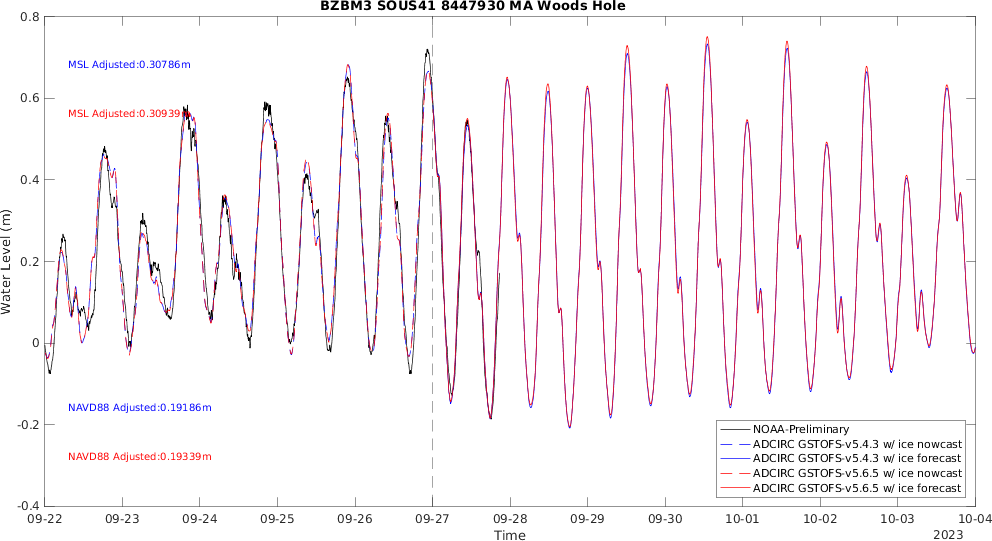 BZBM3 SOUS41 8447930 MA Woods Hole
0.8
0.6
0.4
0.2
0
-0.2
-0.4
Water Level (m)
MSL Adjusted:0.30786m
MSL Adjusted:0.30939
NAVD88 Adjusted:0.19186m
NAVD88 Adjusted:0.19339m
NOAA-Preliminary
ADCIRC GSTOFS-v5.4.3 w/ ice nowcast
ADCIRC GSTOFS-v5.4.3 w/ ice forecast
ADCIRC GSTOFS-v5.6.5 w/ ice nowcast
ADCIRC GSTOFS-v5.6.5 w/ ice forecast
09-22 09-23 09-24 09-25 09-26 09-27 09-28 09-29 09-30 10-01 10-02 10-03 10-04
Time
2023